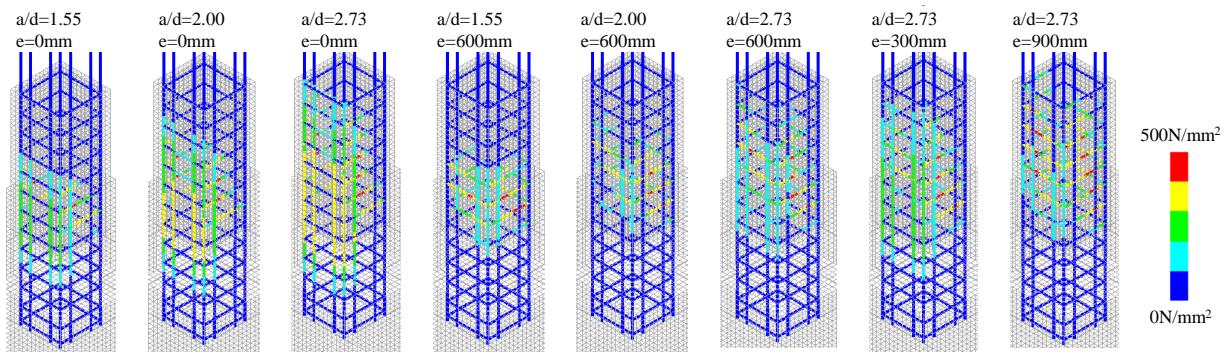 a/d=1.55
e=0mm
a/d=2.00
e=0mm
a/d=2.73
e=0mm
a/d=1.55
e=600mm
a/d=2.00
e=600mm
a/d=2.73
e=600mm
a/d=2.73
e=300mm
a/d=2.73
e=900mm
500N/mm²
0N/mm²